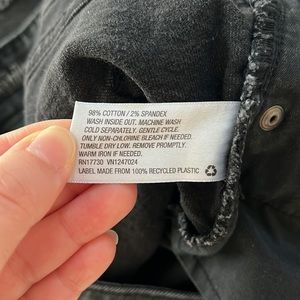 98% COTTON / 2% SPANDEX
WASH INSIDE OUT. MACHINE WASH
COLD SEPARATELY. GENTLE CYCLE.
ONLY NON-CHLORINE BLEACH IF NEEDED.
TUMBLE DRY LOW. REMOVE PROMPTLY.
WARM IRON IF NEEDED.
RN17730 VN1247024
LABEL MADE FROM 100% RECYCLED PLASTIC